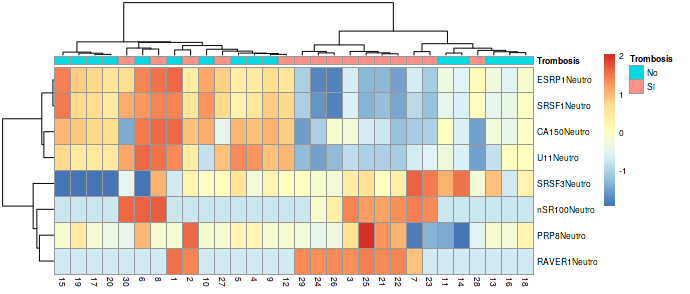 Trombosis
Trombosis
No
SI
2
1
0
-1
ESRP1Neutro
SRSF1Neutro
CA150Neutro
U11Neutro
SRSF3Neutro
nSR100Neutro
PRP8Neutro
RAVER1Neutro
15 19 17 20 30 6 8 1 2 10 27 5 4 9 12 29 24 26 3 25 21 22 7 23 11 14 28 13 16 18